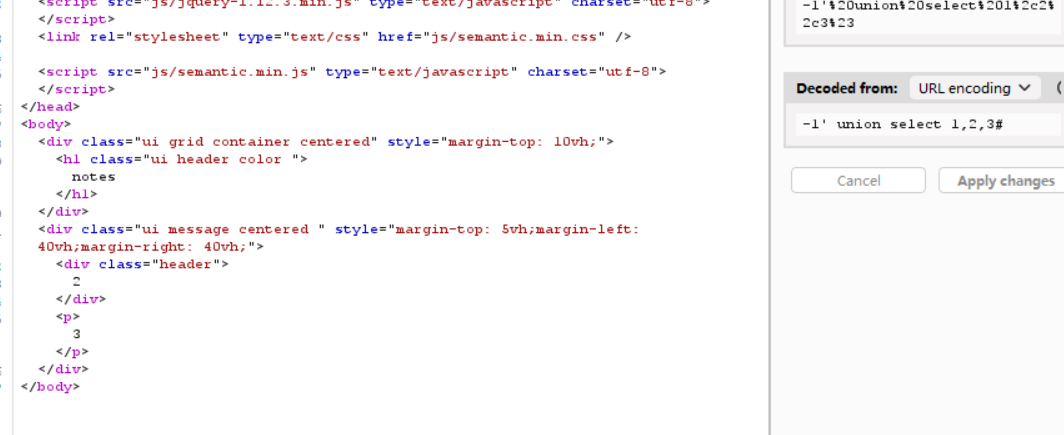 <script src="js/jquery-1.12.3.min.js" type="text/javascript" charset="utf-8">
</script>
<link rel="stylesheet" type="text/css" href="js/semantic.min.css" />
<script src="js/semantic.min.js" type="text/javascript" charset="utf-8">
</script>
</head>
<body>
<div class="ui grid container centered" style="margin-top: 10vh;">
<h1 class="ui header color ">
notes
</h1>
</div>
<div class="ui message centered " style="margin-top: 5vh;margin-left:
40vh;margin-right: 40vh;">
<div class="header">
2
</div>
<p>
3
</p>
</div>
</body>
-1'%20union%20select%201%2c2%
2c3%23
Decoded from: URL encoding
-1' union select 1,2,3#
Cancel Apply changes